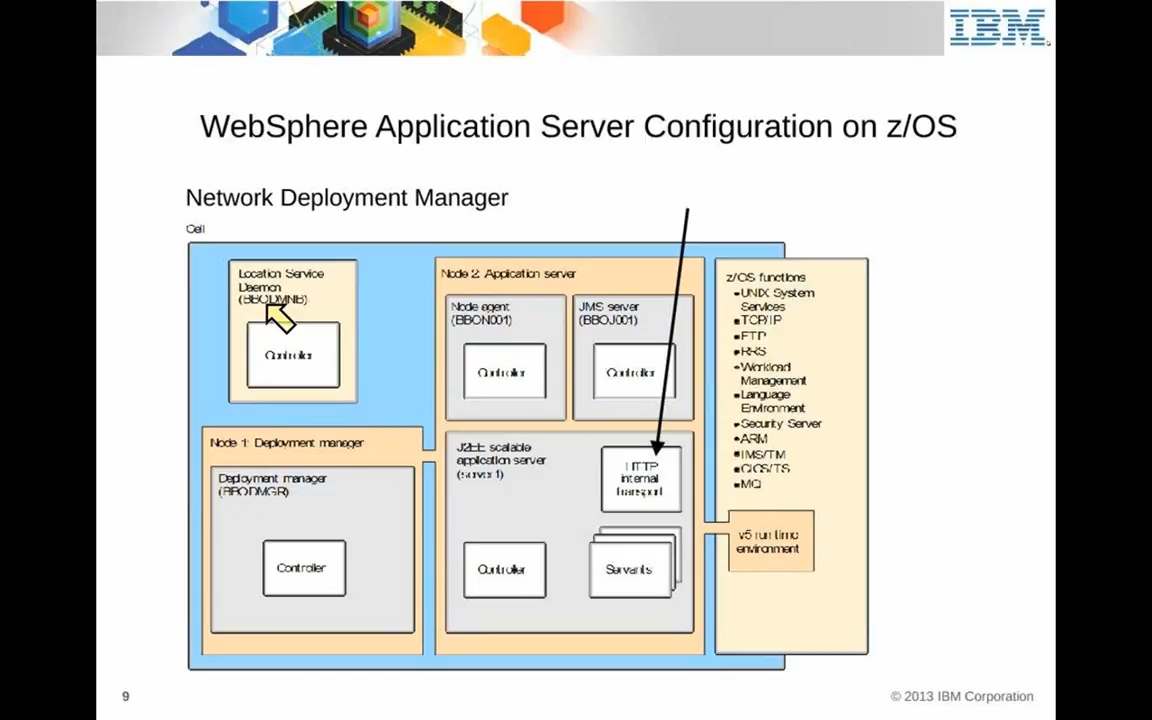 IBM
WebSphere Application Server Configuration on z/OS
Network Deployment Manager
Cell
Location Service
Daemon
(BBODMNB)
Controller
Node 1: Deployment manager
Deployment manager
(BBODMGR)
Controller
Node 2: Application server
Node agent
(BBON001)
Controller
JMS server
(BBOJ001)
Controller
J2EE scalable
application server
(server1)
HTTP
internal
transport
Controller
Servants
z/OS functions
UNIX System
Services
TCP/IP
FTP
RRS
Workload
Management
Language
Environment
Security Server
ARM
IMS/TM
CICS/TS
MQ
v5 run time
environment
9
© 2013 IBM Corporation